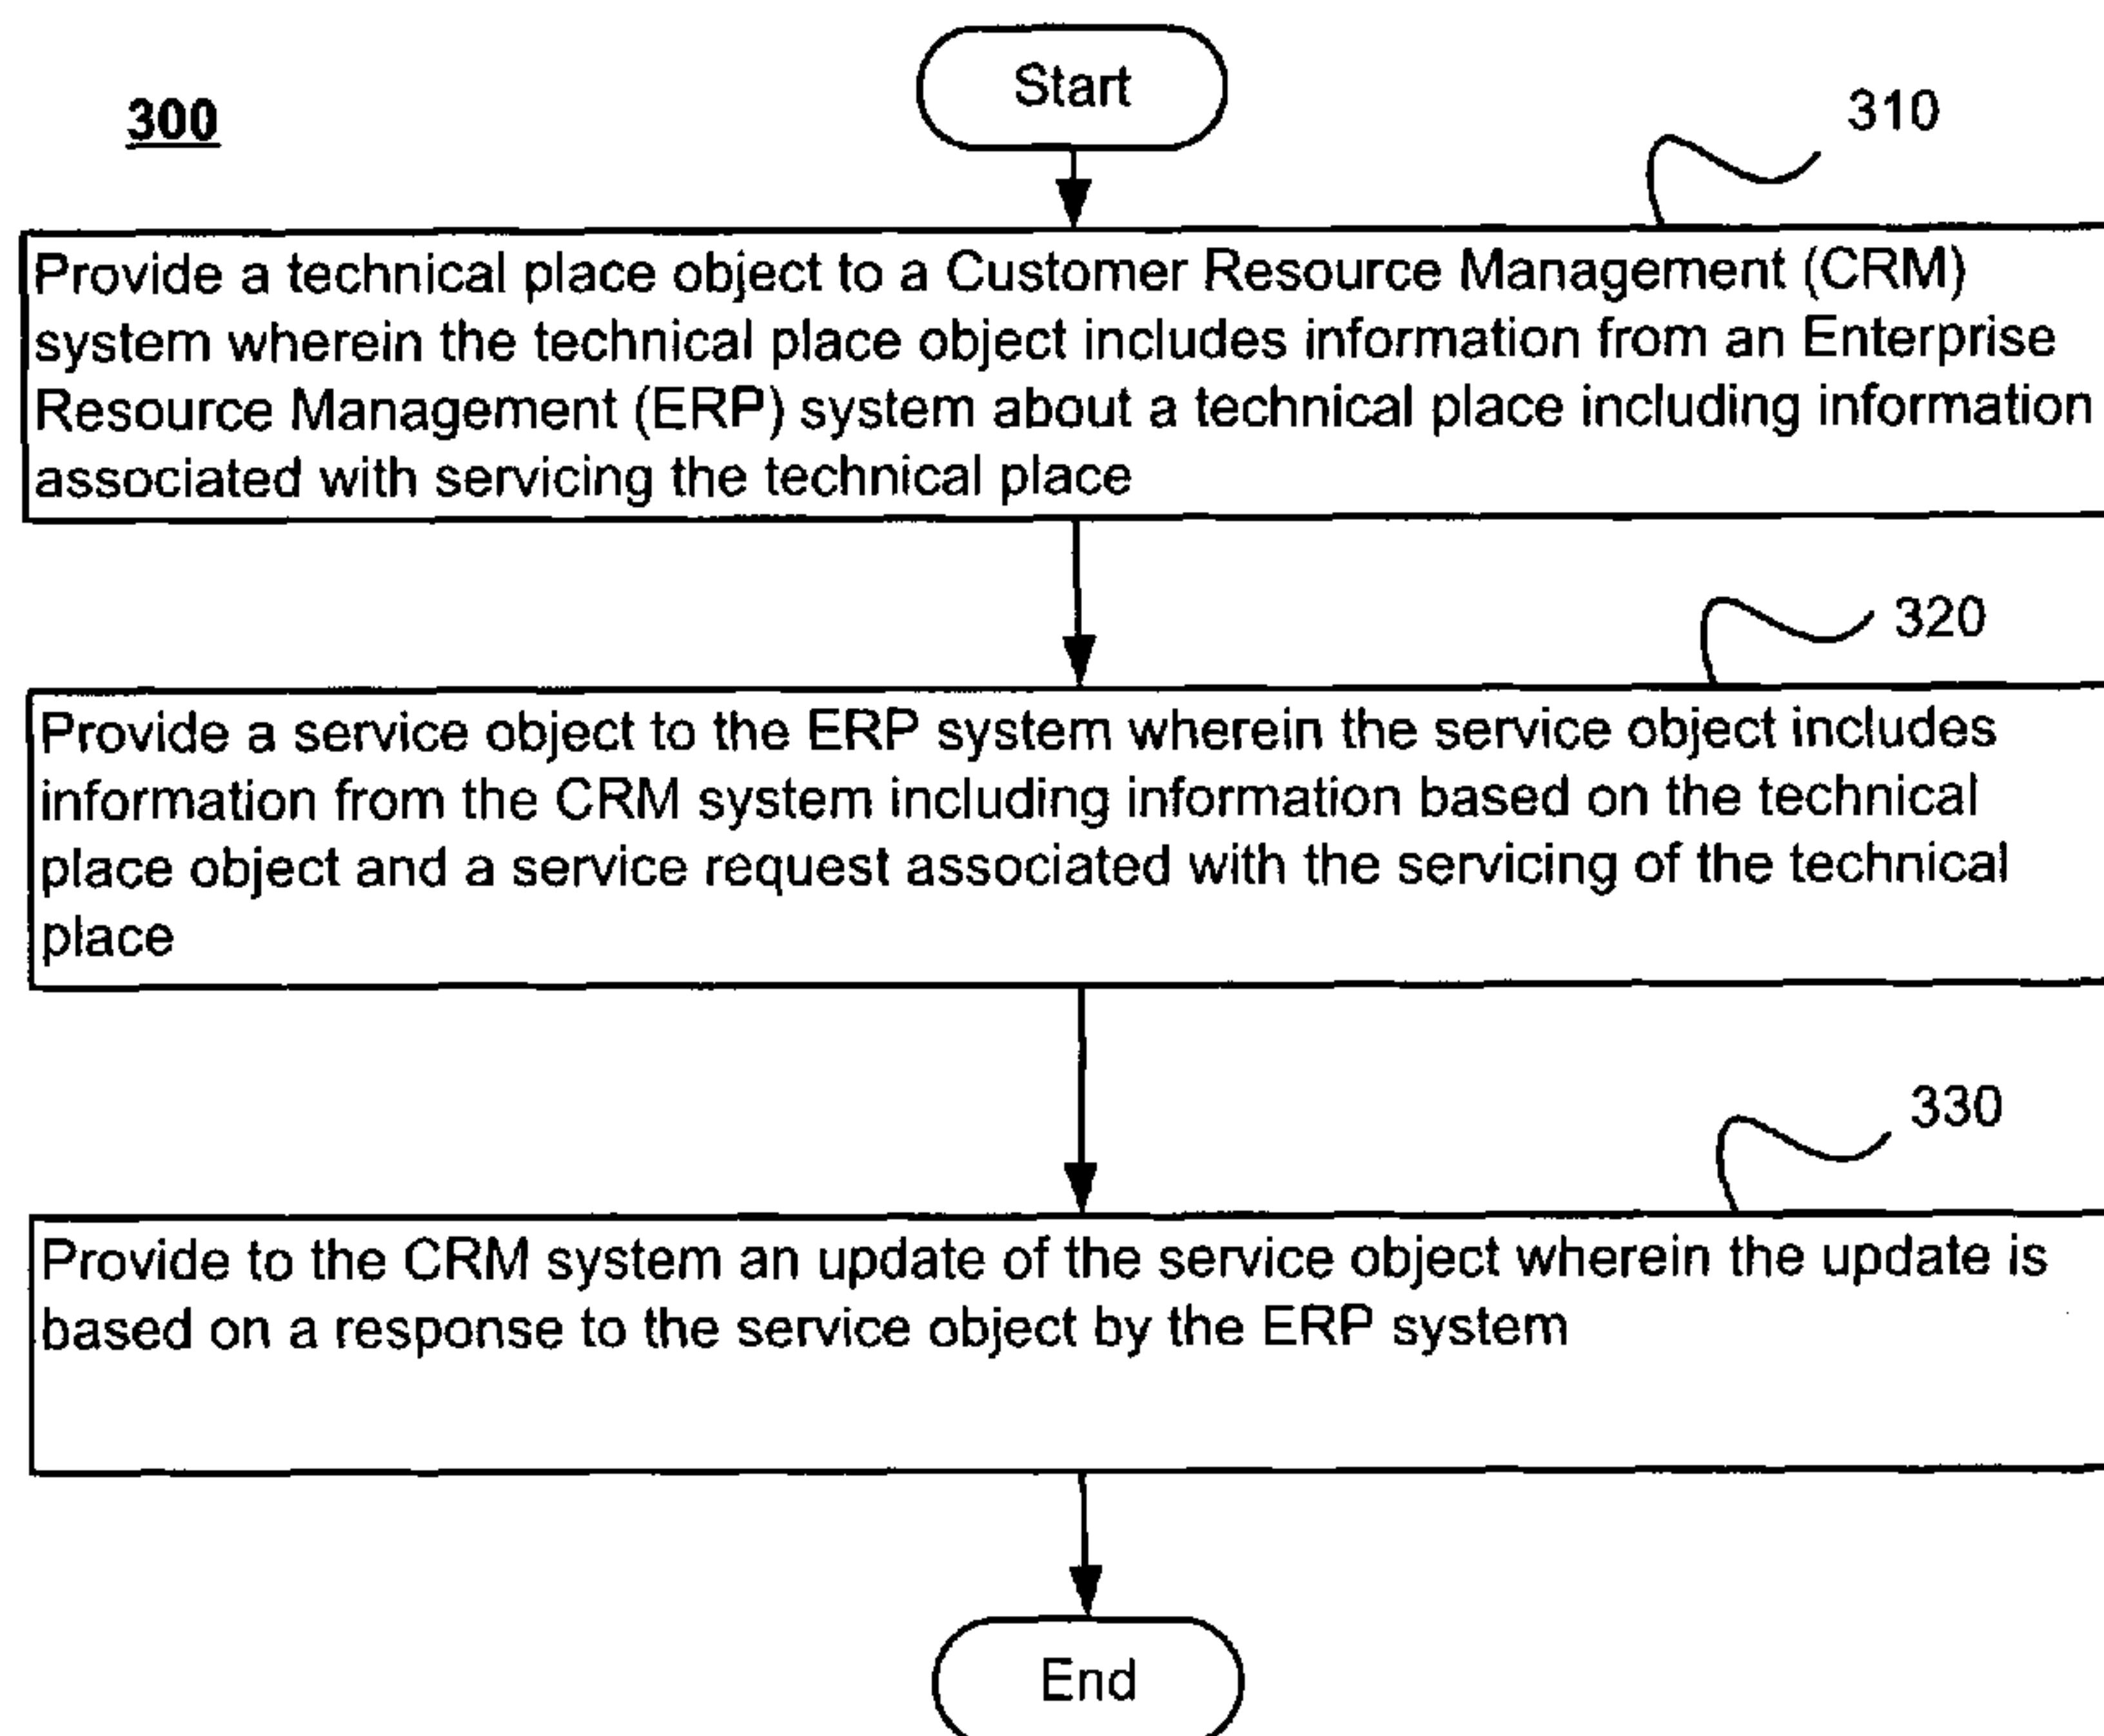 Start
300
310
Provide a technical place object to a Customer Resource Management (CRM)
system wherein the technical place object includes information from an Enterprise
Resource Management (ERP) system about a technical place including information
associated with servicing the technical place
320
Provide a service object to the ERP system wherein the service object includes
information from the CRM system including information based on the technical
place object and a service request associated with the servicing of the technical
place
330
Provide to the CRM system an update of the service object wherein the update is
based on a response to the service object by the ERP system
End